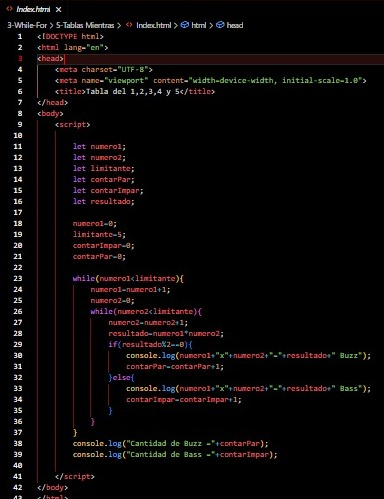 Index.html
3-While-For > 5-Tablas Mientras > Index.html > html > head
1 <!DOCTYPE html>
2 <html lang="en">
3 <head>
4 <meta charset="UTF-8">
5 <meta name="viewport" content="width=device-width, initial-scale=1.0">
6 <title>Tabla del 1,2,3,4 y 5</title>
7 </head>
8 <body>
9 <script>
10
11 let numero1;
12 let numero2;
13 let limitante;
14 let contarPar;
15 let contarImpar;
16 let resultado;
17
18 numero1=0;
19 limitante=5;
20 contarImpar=0;
21 contarPar=0;
22
23 while(numero1<limitante){
24 numero1=numero1+1;
25 numero2=0;
26 while(numero2<limitante){
27 numero2=numero2+1;
28 resultado=numero1*numero2;
29 if(resultado%2==0){
30 console.log(numero1+"x"+numero2+"="+resultado+" Buzz");
31 contarPar=contarPar+1;
32 }else{
33 console.log(numero1+"x"+numero2+"="+resultado+" Bass");
34 contarImpar=contarImpar+1;
35 }
36 }
37 }
38 console.log("Cantidad de Buzz ="+contarPar);
39 console.log("Cantidad de Bass ="+contarImpar);
40
41 </script>
42 </body>
43 </html>